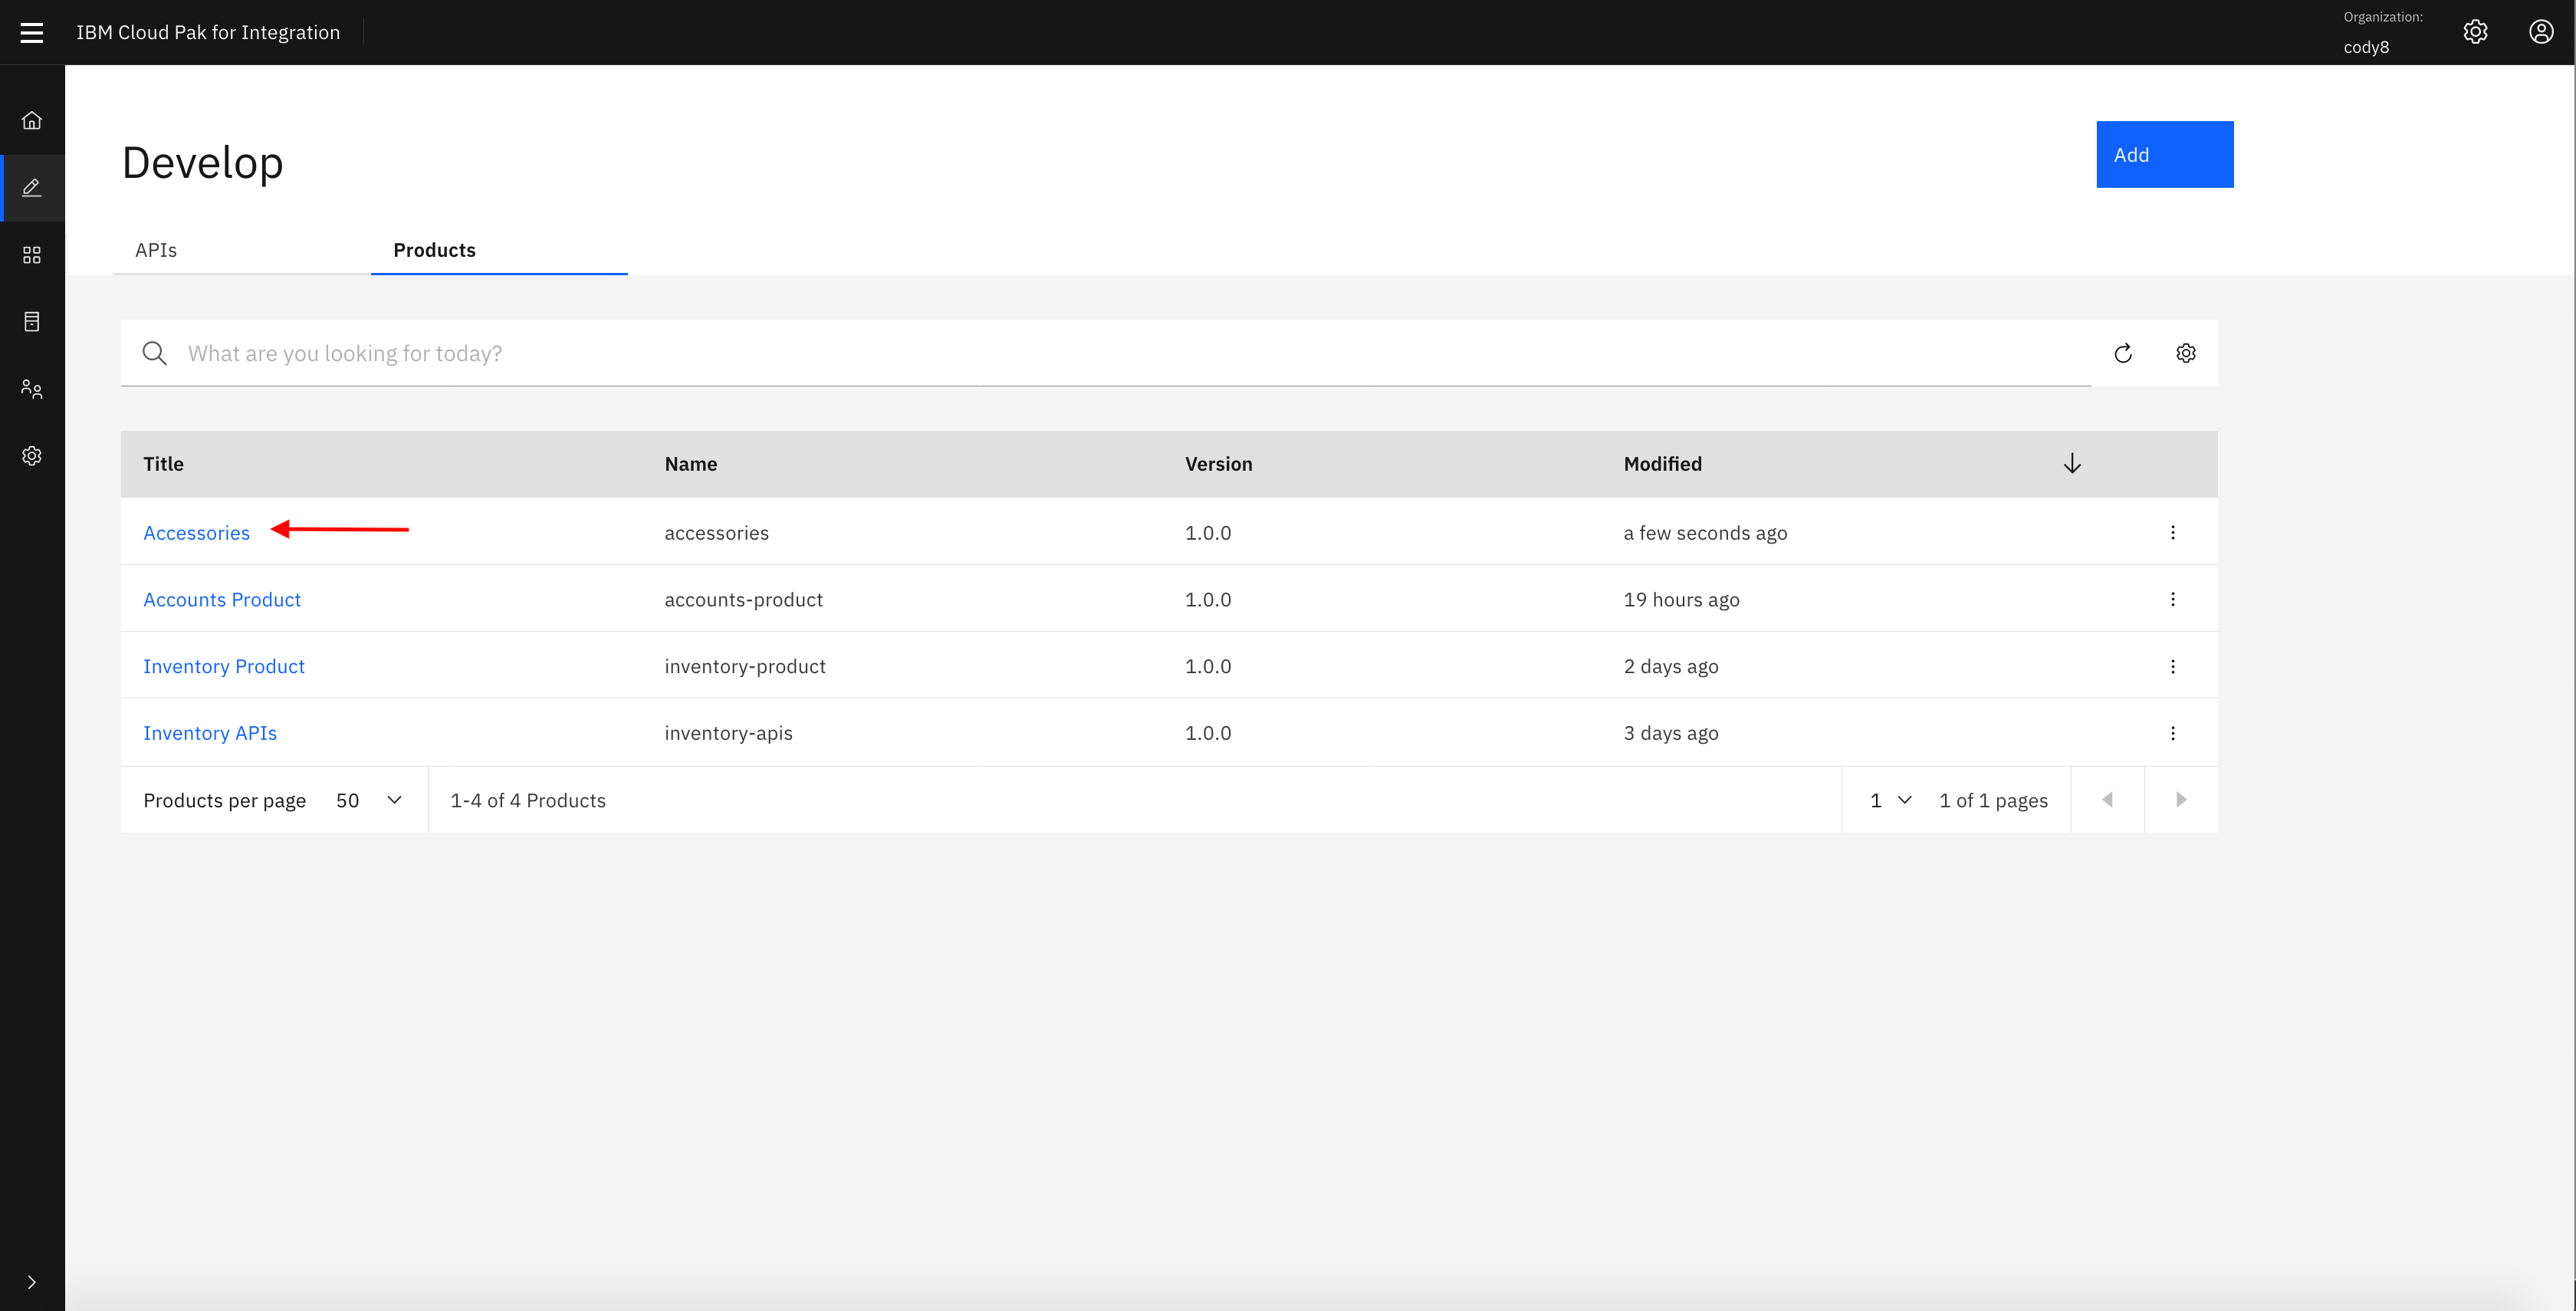 IBM Cloud Pak for Integration
Organization:
cody8
Develop
Add
APIs Products
What are you looking for today?
Title Name Version Modified
Accessories accessories 1.0.0 a few seconds ago
Accounts Product accounts-product 1.0.0 19 hours ago
Inventory Product inventory-product 1.0.0 2 days ago
Inventory APIs inventory-apis 1.0.0 3 days ago
Products per page 50 1-4 of 4 Products 1 1 of 1 pages